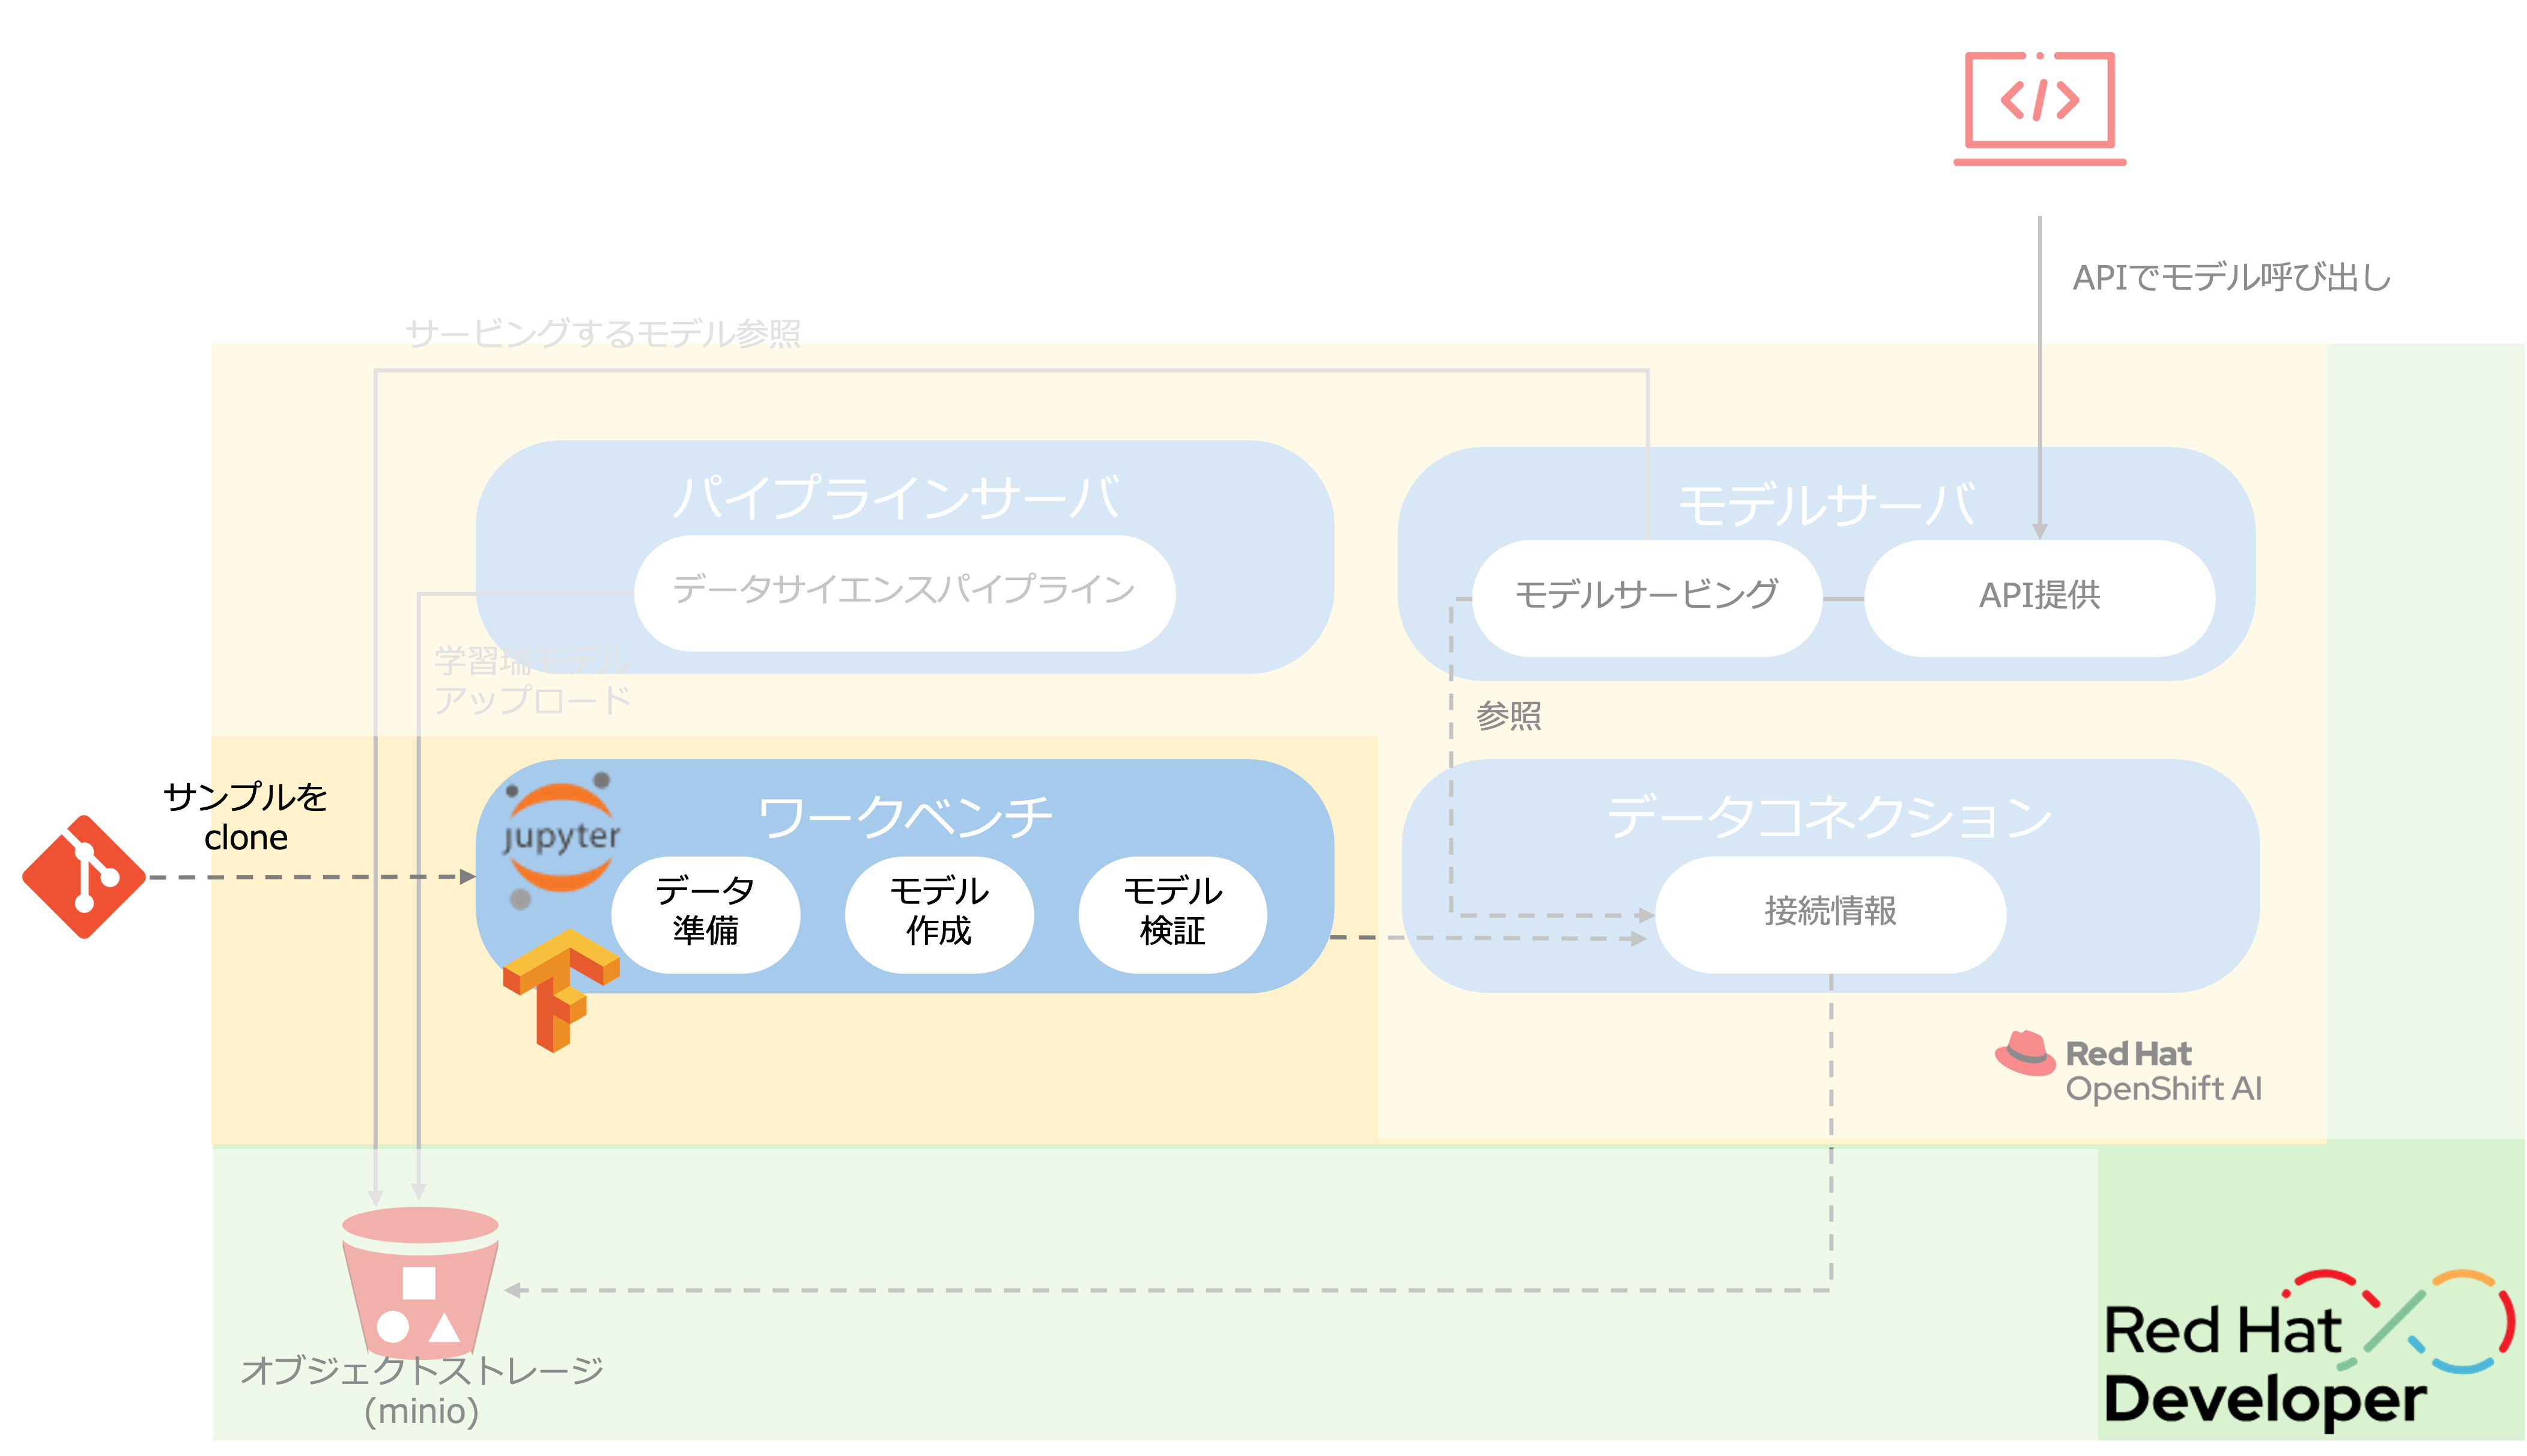 APIでモデル呼び出し
サービングするモデル参照
パイプラインサーバ
データサイエンスパイプライン
モデルサーバ
モデルサービング
API提供
学習瑞モデル
アップロード
参照
サンプルを
clone
jupyter
ワークベンチ
データ
準備
モデル
作成
モデル
検証
データコネクション
接続情報
Red Hat
OpenShift AI
オブジェクトストレージ
(minio)
Red Hat
Developer